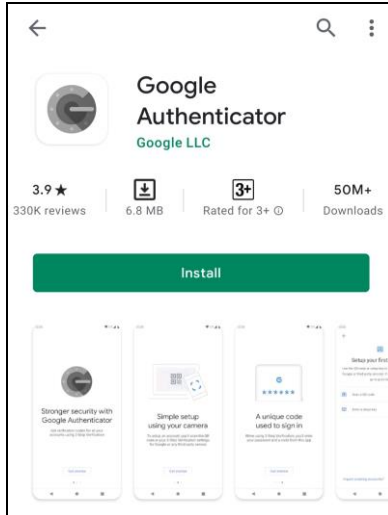 Google
Authenticator
Google LLC
3.9★
330K reviews
6.8 MB
3+
Rated for 3+
50M+
Downloads
Install
Stronger security with
Google Authenticator
Simple setup
using your camera
A unique code
used to sign in
Setup your first